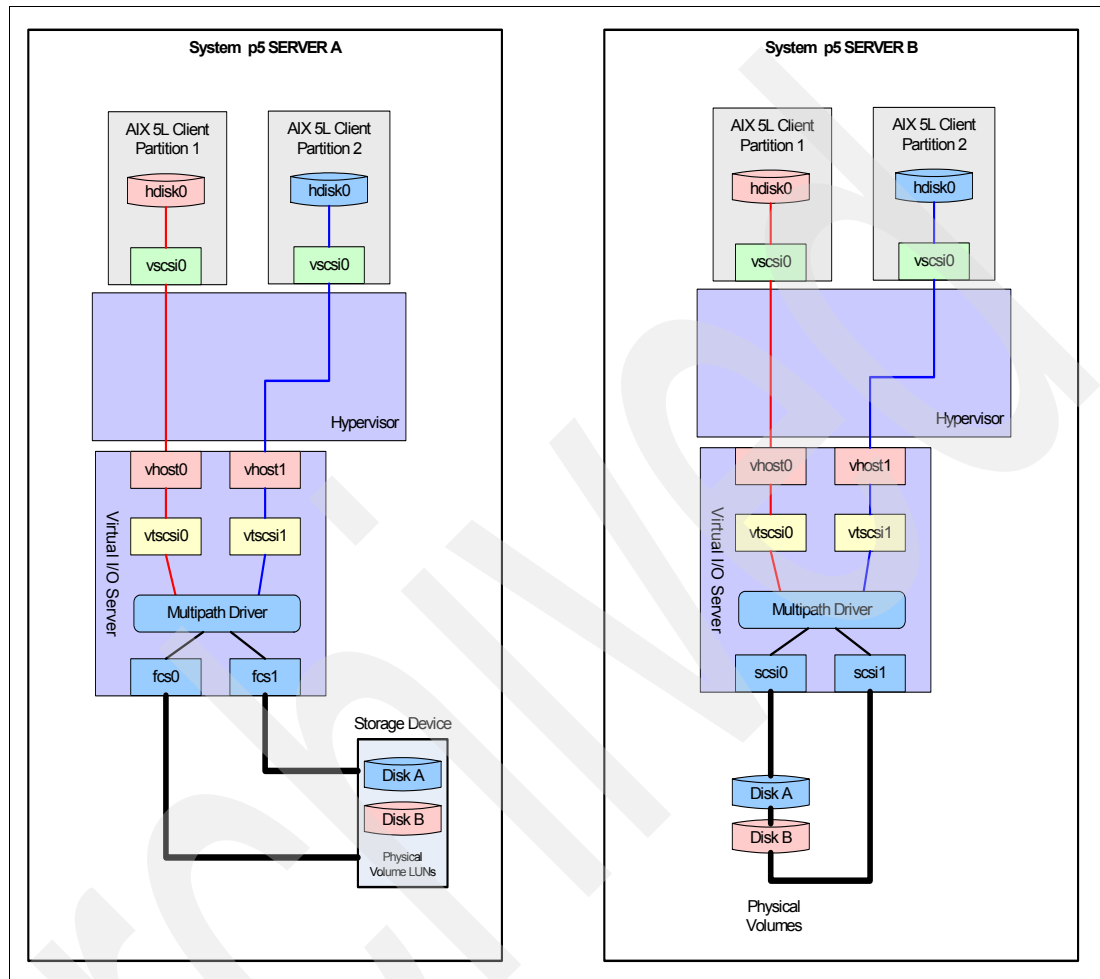 System p5 SERVER A
AIX 5L Client
Partition 1
AIX 5L Client
Partition 2
hdisk0
hdisk0
vscsi0
vscsi0
Hypervisor
vhost0
vhost1
Virtual I/O Server
vtscsi0
vtscsi1
Multipath Driver
fcs0
fcs1
Storage Device
Disk A
Disk B
Physical
Volume LUNs
System p5 SERVER B
AIX 5L Client
Partition 1
AIX 5L Client
Partition 2
hdisk0
hdisk0
vscsi0
vscsi0
Hypervisor
vhost0
vhost1
Virtual I/O Server
vtscsi0
vtscsi1
Multipath Driver
scsi0
scsi1
Disk A
Disk B
Physical
Volumes